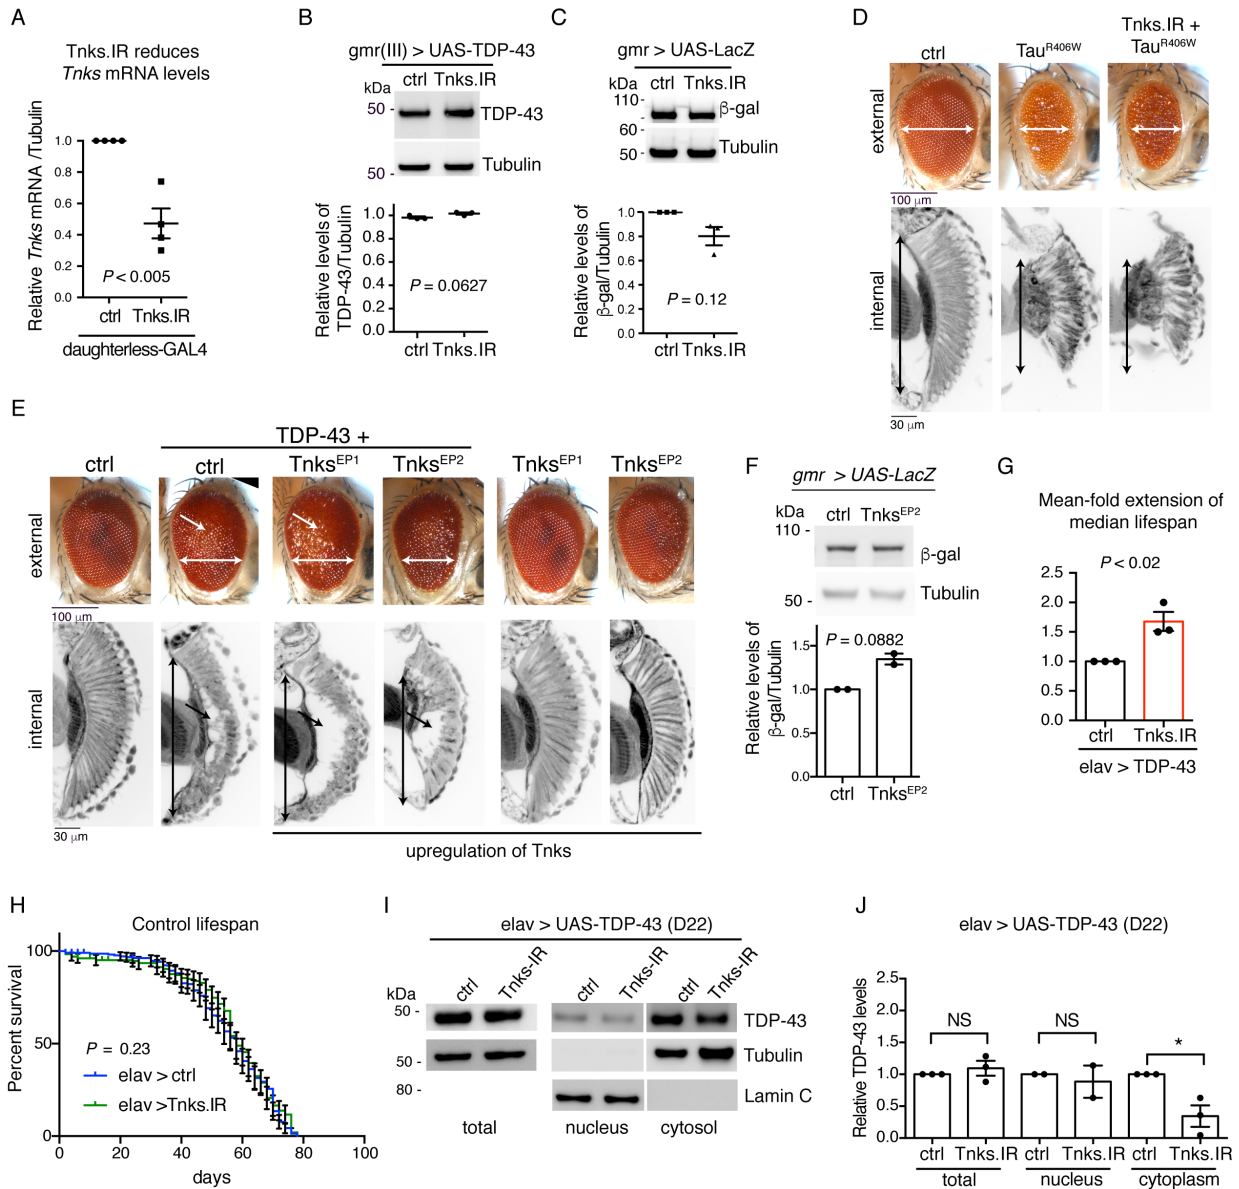 A
Tnks.IR reduces
Tnks mRNA levels
Relative Tnks mRNA /Tubulin
1.0
0.8
0.6
0.4
0.2
0.0
P < 0.005
ctrl Tnks.IR
daughterless-GAL4
B
gmr(III) > UAS-TDP-43
ctrl Tnks.IR
kDa
50 - TDP-43
50 - Tubulin
Relative levels of
TDP-43/Tubulin
1.0
0.8
0.6
0.4
0.2
0.0
P = 0.0627
ctrl Tnks.IR
C
gmr > UAS-LacZ
ctrl Tnks.IR
kDa
110 - β-gal
60 -
50 - Tubulin
Relative levels of
β-gal/Tubulin
1.0
0.8
0.6
0.4
0.2
0.0
P = 0.12
ctrl Tnks.IR
D
ctrl TauR406W Tnks.IR +
TauR406W
external
100 μm
internal
30 μm
E
TDP-43 +
ctrl ctrl TnksEP1 TnksEP2 TnksEP1 TnksEP2
external
100 μm
internal
30 μm
upregulation of Tnks
F
gmr > UAS-LacZ
kDa ctrl TnksEP2
110 - β-gal
50 - Tubulin
Relative levels of
β-gal/Tubulin
P = 0.0882
1.5
1.0
0.5
0.0
ctrl TnksEP2
G
Mean-fold extension of
median lifespan
P < 0.02
2.5
2.0
1.5
1.0
0.5
0.0
ctrl Tnks.IR
elav > TDP-43
H
Control lifespan
Percent survival
100
50
0
P = 0.23
elav > ctrl
elav >Tnks.IR
0 20 40 60 80 100
days
I
elav > UAS-TDP-43 (D22)
ctrl Tnks-IR ctrl Tnks-IR ctrl Tnks-IR
kDa
50 - TDP-43
50 - Tubulin
80 - Lamin C
total nucleus cytosol
J
elav > UAS-TDP-43 (D22)
Relative TDP-43 levels
2.5
2.0
1.5
1.0
0.5
0.0
NS NS *
ctrl Tnks.IR ctrl Tnks.IR ctrl Tnks.IR
total nucleus cytoplasm